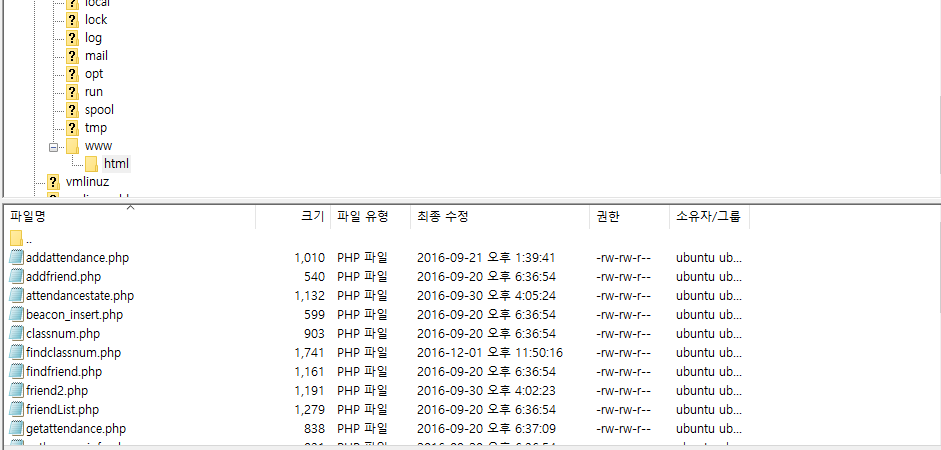 local
lock
log
mail
opt
run
spool
tmp
www
html
vmlinuz
파일명 크기 파일 유형 최종 수정 권한 소유자/그룹
..
addattendance.php 1,010 PHP 파일 2016-09-21 오후 1:39:41 -rw-rw-r-- ubuntu ub...
addfriend.php 540 PHP 파일 2016-09-20 오후 6:36:54 -rw-rw-r-- ubuntu ub...
attendancestate.php 1,132 PHP 파일 2016-09-30 오후 4:05:24 -rw-rw-r-- ubuntu ub...
beacon_insert.php 599 PHP 파일 2016-09-20 오후 6:36:54 -rw-rw-r-- ubuntu ub...
classnum.php 903 PHP 파일 2016-09-20 오후 6:36:54 -rw-rw-r-- ubuntu ub...
findclassnum.php 1,741 PHP 파일 2016-12-01 오후 11:50:16 -rw-rw-r-- ubuntu ub...
findfriend.php 1,161 PHP 파일 2016-09-20 오후 6:36:54 -rw-rw-r-- ubuntu ub...
friend2.php 1,191 PHP 파일 2016-09-30 오후 4:02:23 -rw-rw-r-- ubuntu ub...
friendList.php 1,279 PHP 파일 2016-09-20 오후 6:36:54 -rw-rw-r-- ubuntu ub...
getattendance.php 838 PHP 파일 2016-09-20 오후 6:37:09 -rw-rw-r-- ubuntu ub...